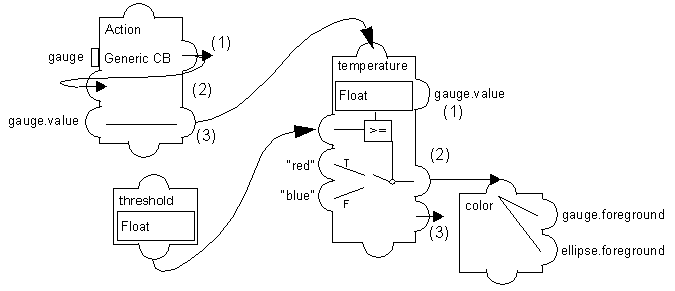 Action
(1)
gauge
Generic CB
(2)
gauge.value
(3)
temperature
Float
gauge.value
(1)
>=
"red"
T
(2)
"blue"
F
(3)
threshold
Float
color
gauge.foreground
ellipse.foreground